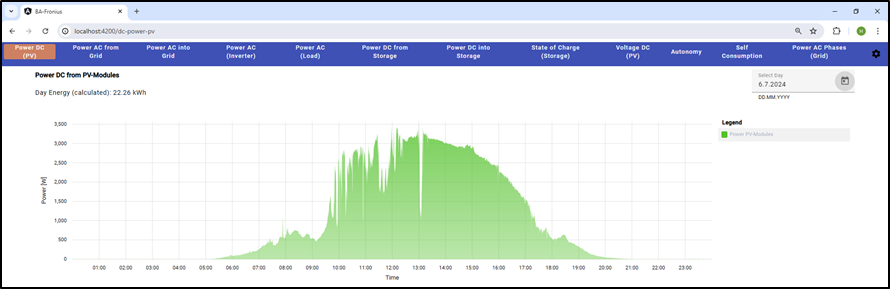 BA-Fronius
localhost:4200/dc-power-pv
Power DC
(PV)
Power AC from
Grid
Power AC into
Grid
Power AC
(Inverter)
Power AC
(Load)
Power DC from
Storage
Power DC into
Storage
State of Charge
(Storage)
Voltage DC
(PV)
Autonomy
Self
Consumption
Power AC Phases
(Grid)
Power DC from PV-Modules
Day Energy (calculated): 22.26 kWh
Select Day
6.7.2024
DD.MM.YYYY
Legend
Power PV-Modules
Power [W]
3,500
3,000
2,500
2,000
1,500
1,000
500
0
01:00 02:00 03:00 04:00 05:00 06:00 07:00 08:00 09:00 10:00 11:00 12:00 13:00 14:00 15:00 16:00 17:00 18:00 19:00 20:00 21:00 22:00 23:00
Time